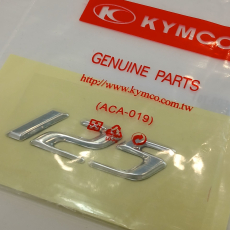 KYMCO
GENUINE PARTS
http://www.kymco.com.tw
(ACA-019)
125